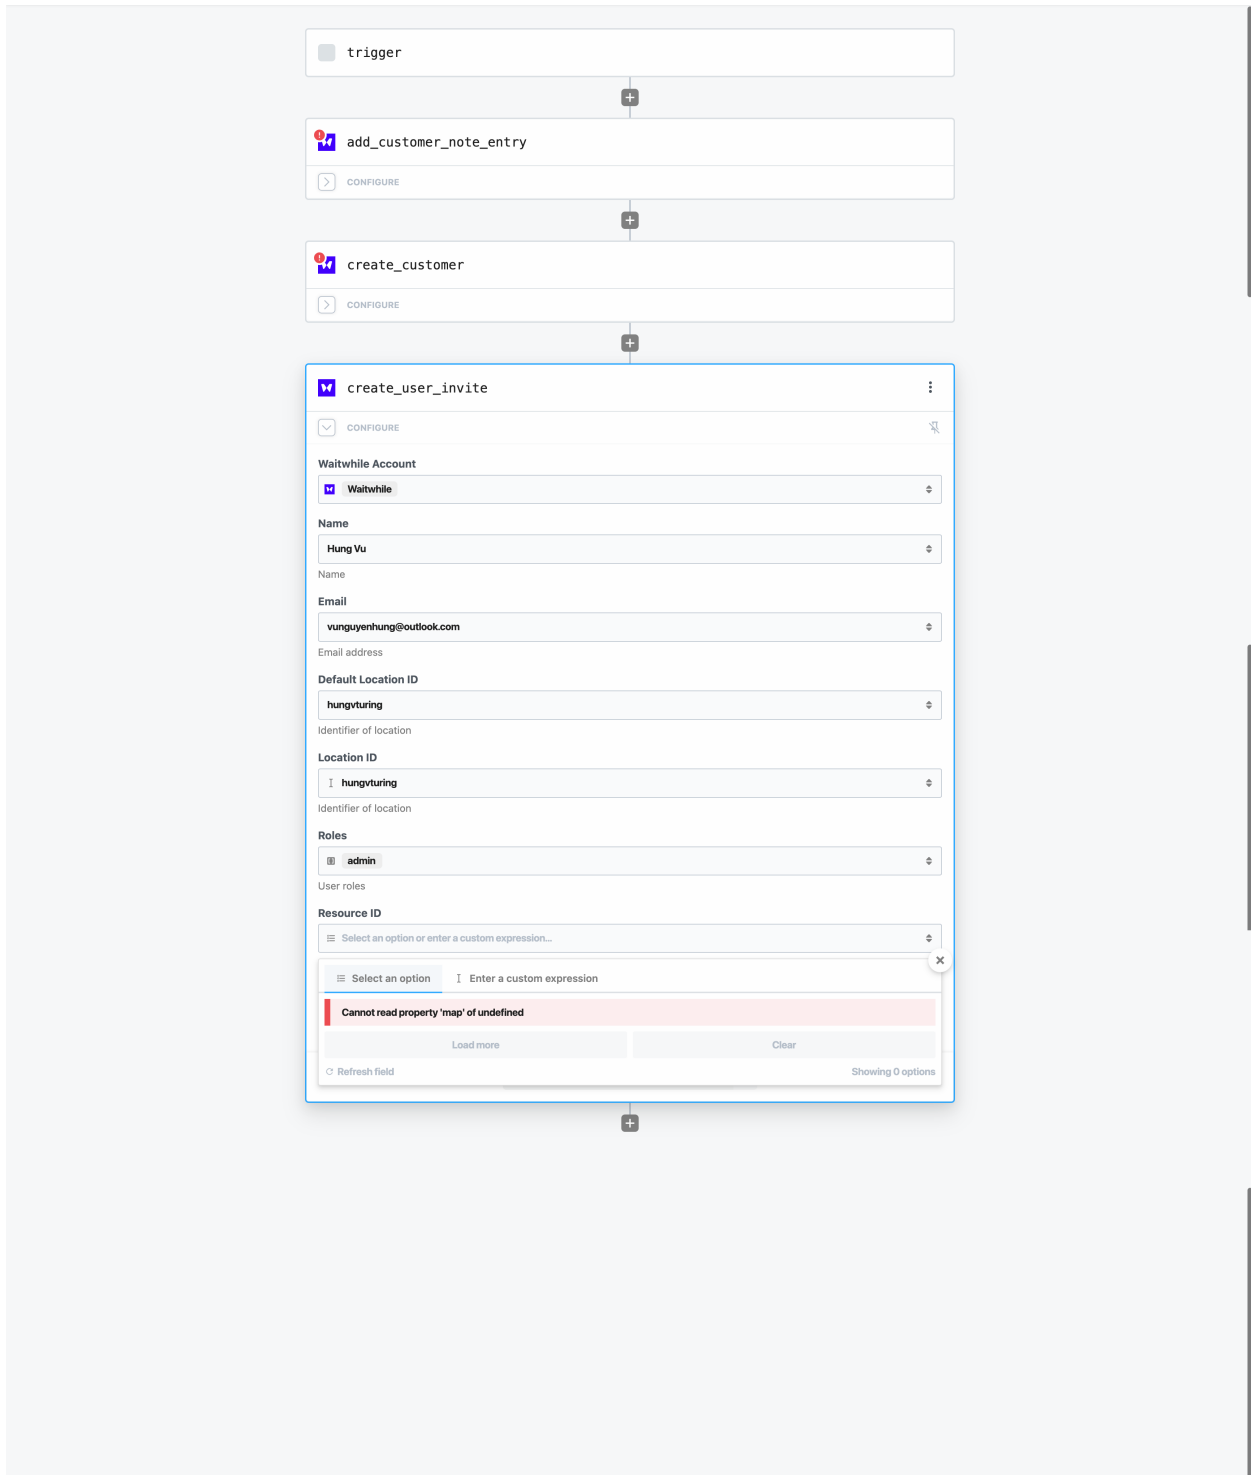 trigger
add_customer_note_entry
CONFIGURE
create_customer
CONFIGURE
create_user_invite
CONFIGURE
Waitwhile Account
Waitwhile
Name
Hung Vu
Name
Email
vunguyenhung@outlook.com
Email address
Default Location ID
hungvturing
Identifier of location
Location ID
hungvturing
Identifier of location
Roles
admin
User roles
Resource ID
Select an option or enter a custom expression...
Select an option Enter a custom expression
Cannot read property 'map' of undefined
Load more Clear
Refresh field Showing 0 options